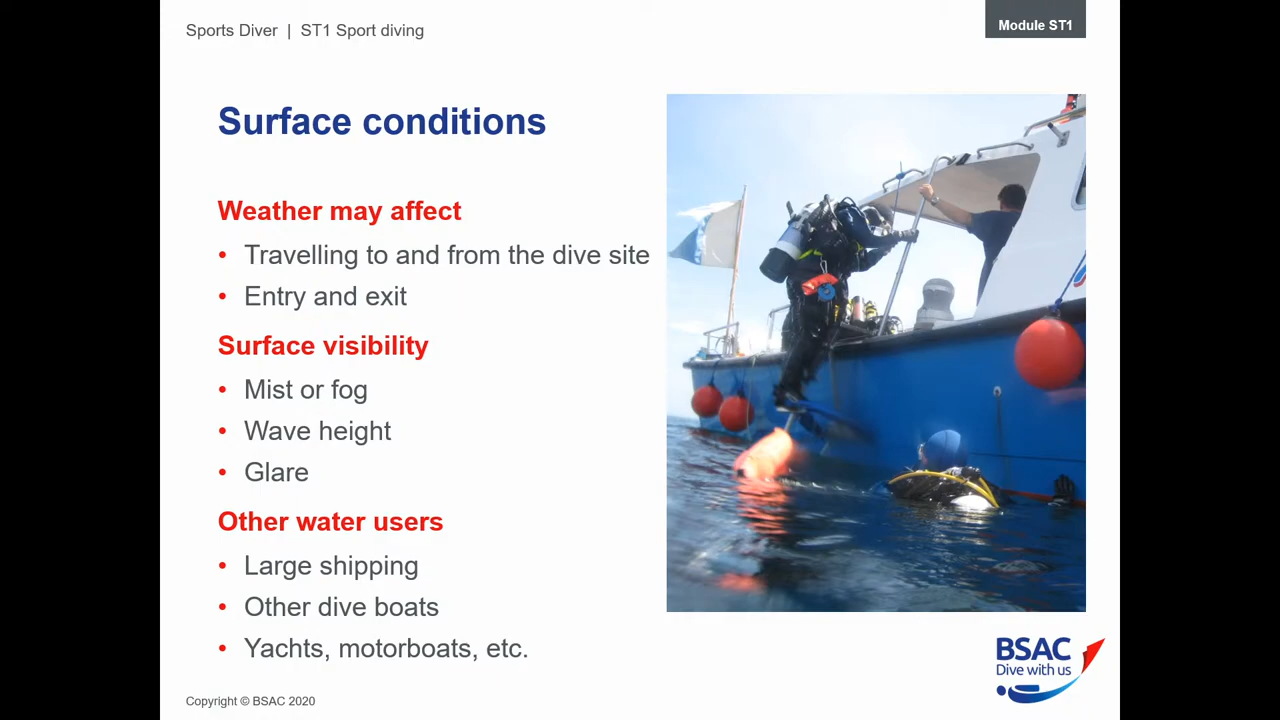 Sports Diver | ST1 Sport diving
Module ST1
Surface conditions
Weather may affect
• Travelling to and from the dive site
• Entry and exit
Surface visibility
• Mist or fog
• Wave height
• Glare
Other water users
• Large shipping
• Other dive boats
• Yachts, motorboats, etc.
BSAC
Dive with us
Copyright © BSAC 2020